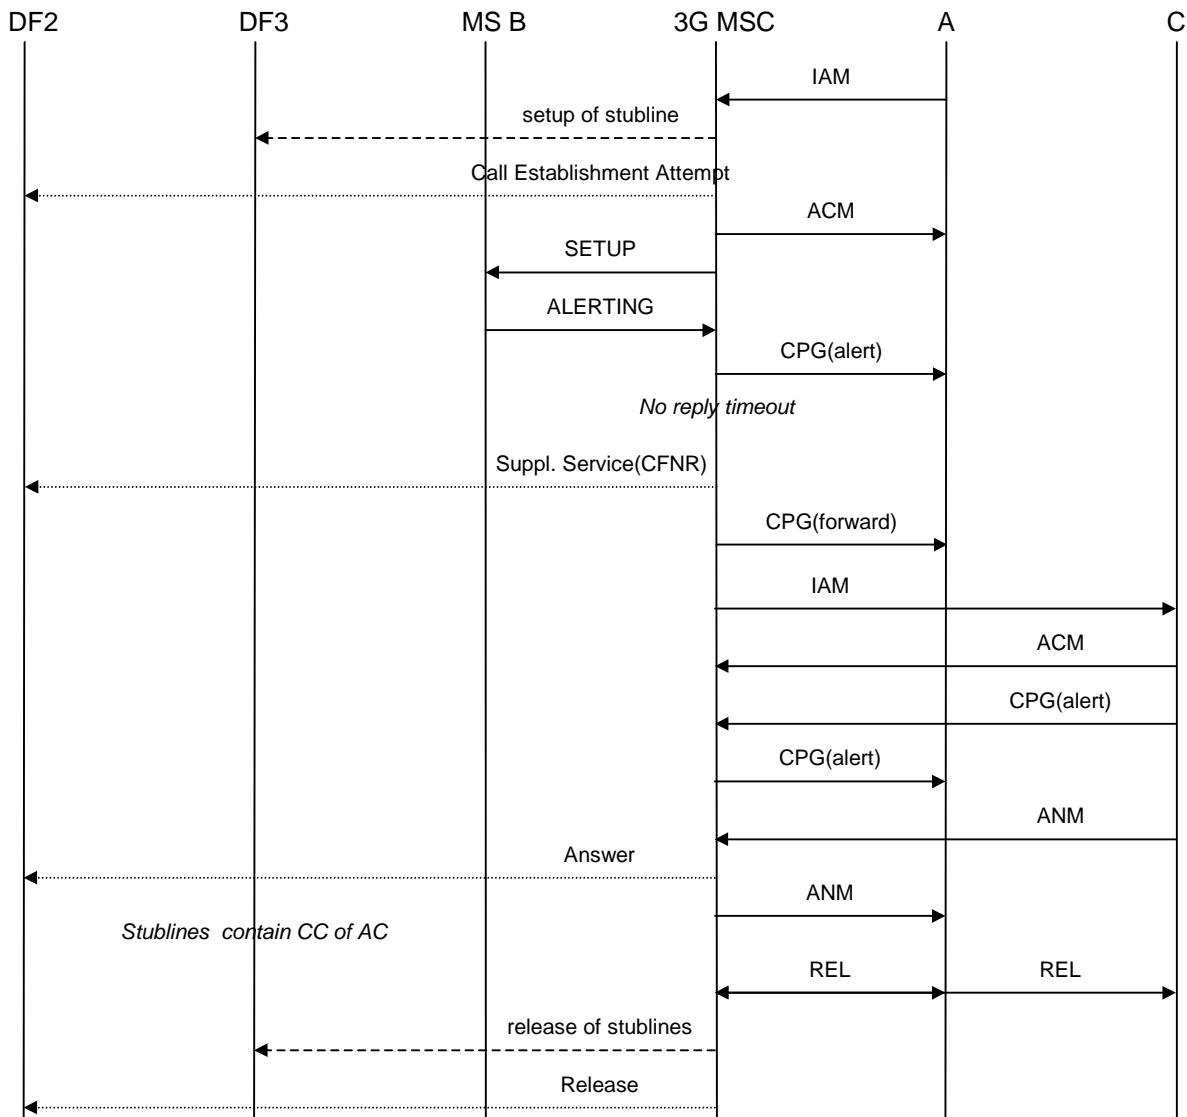 DF2 DF3 MS B 3G MSC A C
IAM
setup of stubline
Call Establishment Attempt
ACM
SETUP
ALERTING
CPG(alert)
No reply timeout
Suppl. Service(CFNR)
CPG(forward)
IAM
ACM
CPG(alert)
CPG(alert)
ANM
Answer
ANM
Stublines contain CC of AC
REL REL
release of stublines
Release